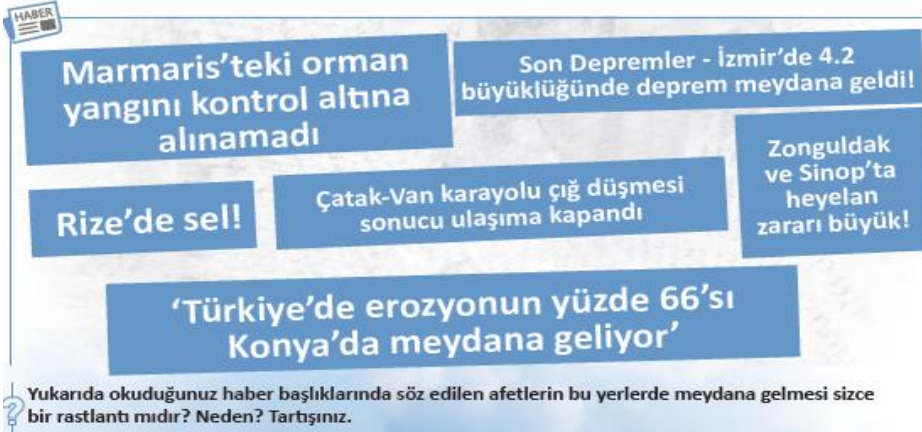 HABER
Marmaris’teki orman
yangını kontrol altına
alınamadı
Son Depremler - İzmir’de 4.2
büyüklüğünde deprem meydana geldi!
Rize’de sel!
Çatak-Van karayolu çığ düşmesi
sonucu ulaşıma kapandı
Zonguldak
ve Sinop’ta
heyelan
zararı büyük!
‘Türkiye’de erozyonun yüzde 66’sı
Konya’da meydana geliyor’
Yukarıda okuduğunuz haber başlıklarında söz edilen afetlerin bu yerlerde meydana gelmesi sizce
bir rastlantı mıdır? Neden? Tartışınız.